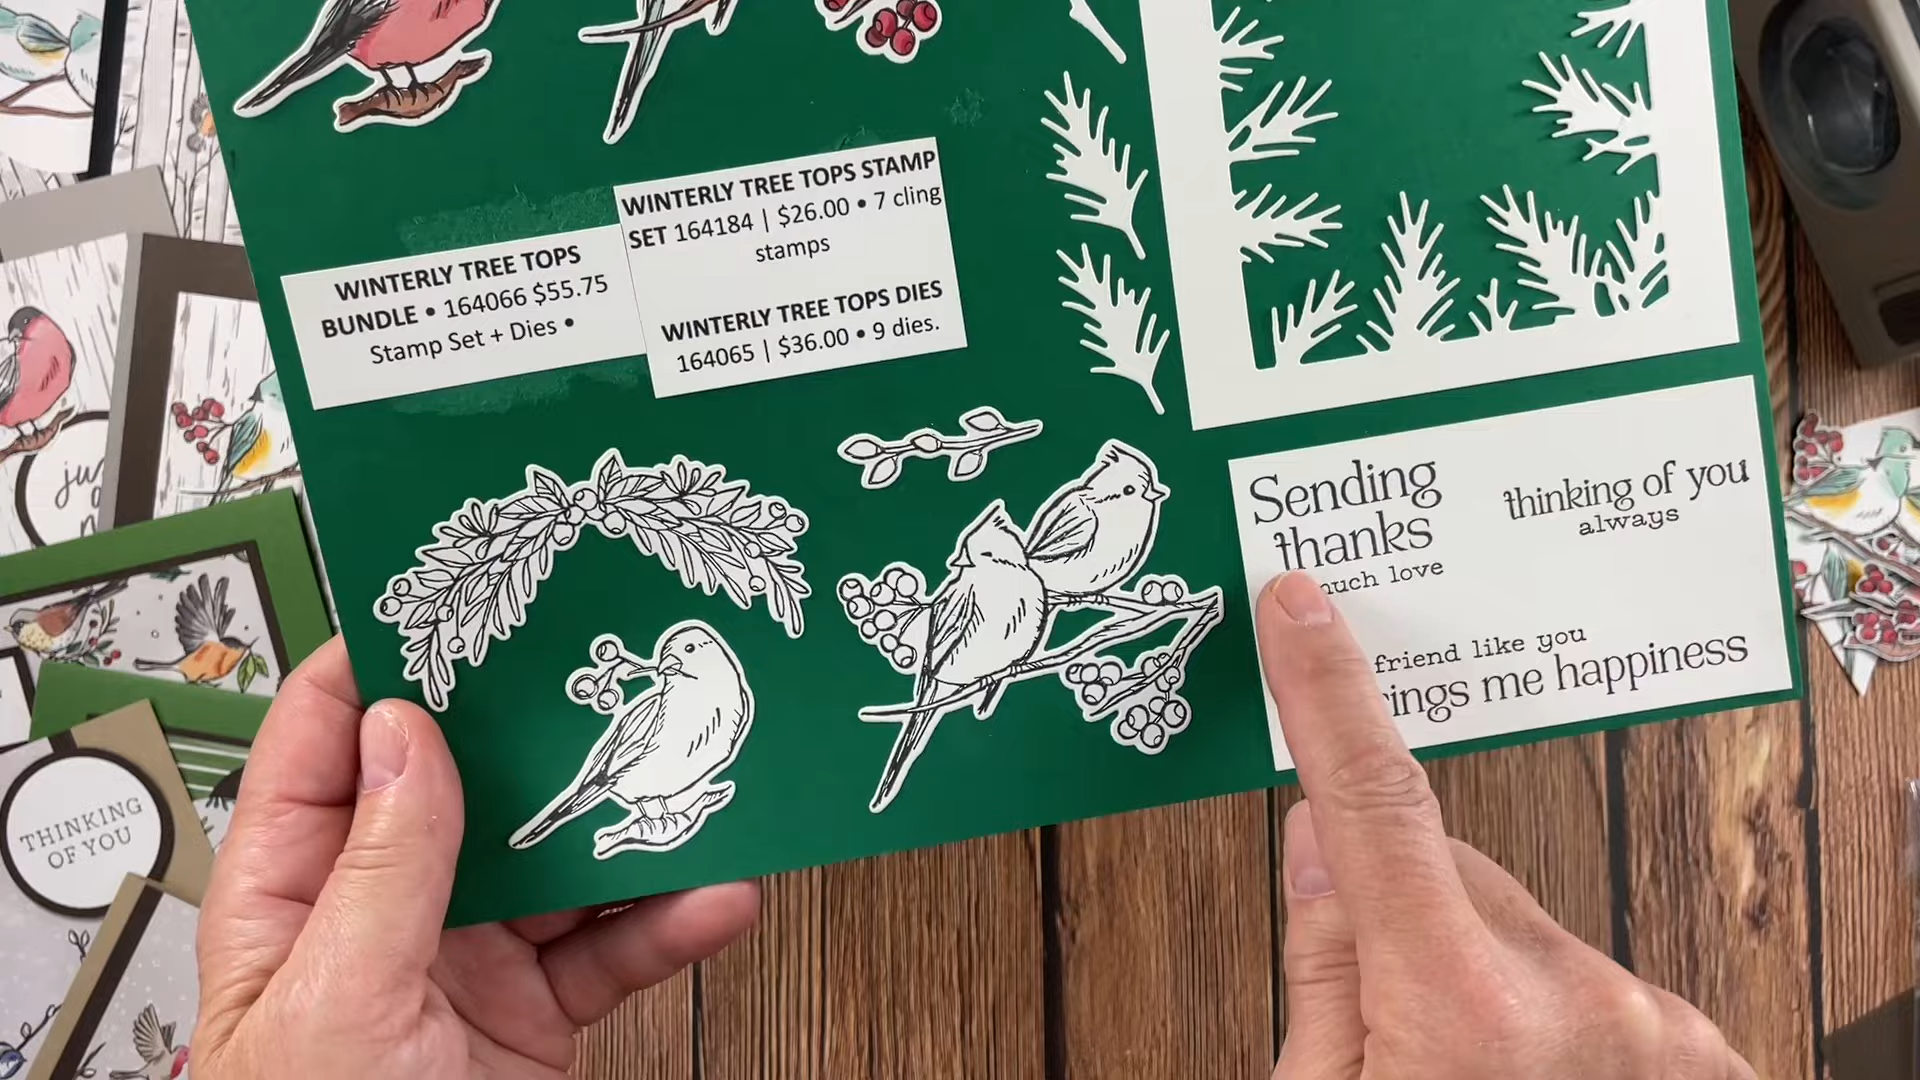 WINTERLY TREE TOPS STAMP
SET 164184 | $26.00 • 7 cling
stamps
WINTERLY TREE TOPS
BUNDLE • 164066 $55.75
Stamp Set + Dies •
WINTERLY TREE TOPS DIES
164065 | $36.00 • 9 dies.
Sending
thanks
much love
thinking of you
always
friend like you
me happiness
THINKING
OF YOU